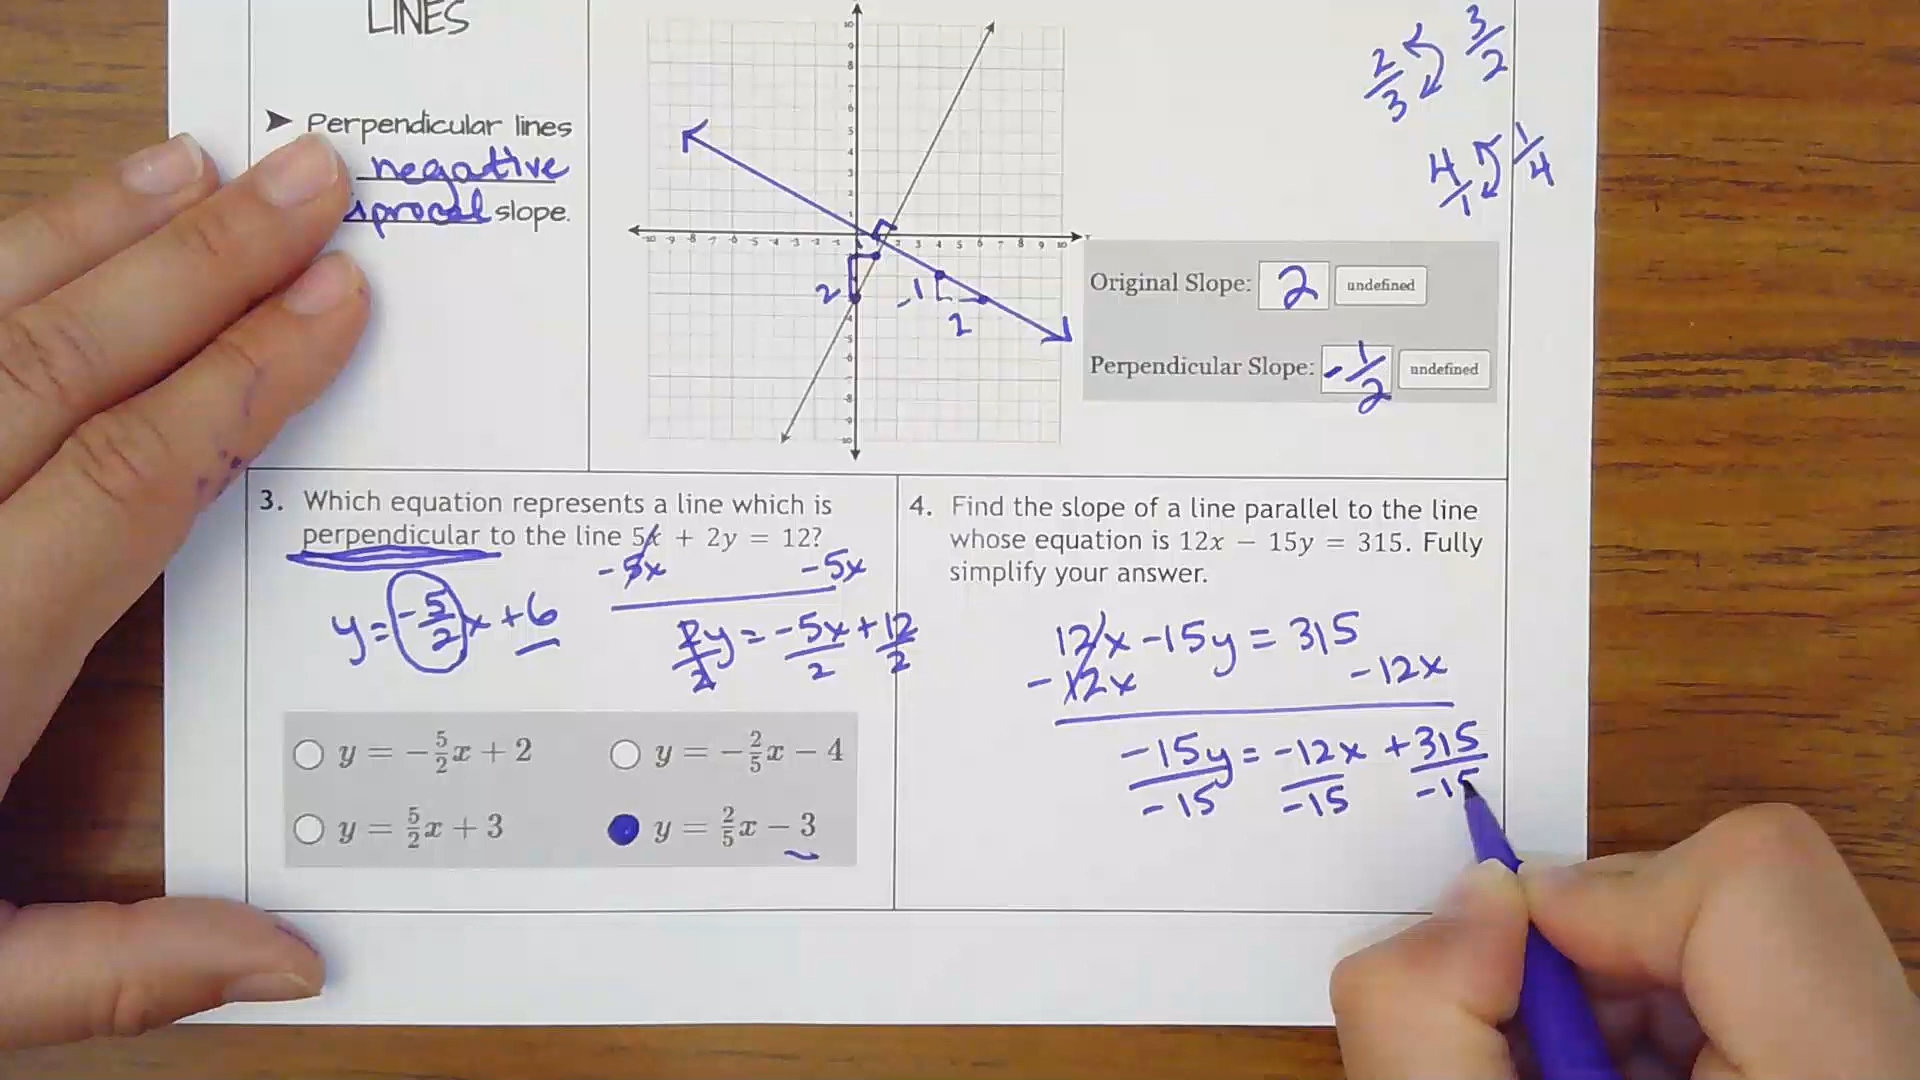 LINES
➤ Perpendicular lines
negative
slope.
2/3 3/2
4/1 1/4
2
-1
2
Original Slope: 2 undefined
Perpendicular Slope: -1/2 undefined
3. Which equation represents a line which is
perpendicular to the line 5x + 2y = 12?
-5x -5x
y = -5/2 x + 6
2y/2 = -5x/2 + 12/2
y = -5/2 x + 2
y = -2/5 x - 4
y = 5/2 x + 3
y = 2/5 x - 3
4. Find the slope of a line parallel to the line
whose equation is 12x − 15y = 315. Fully
simplify your answer.
12x - 15y = 315
-12x -12x
-15y = -12x + 315
-15 -15 -15